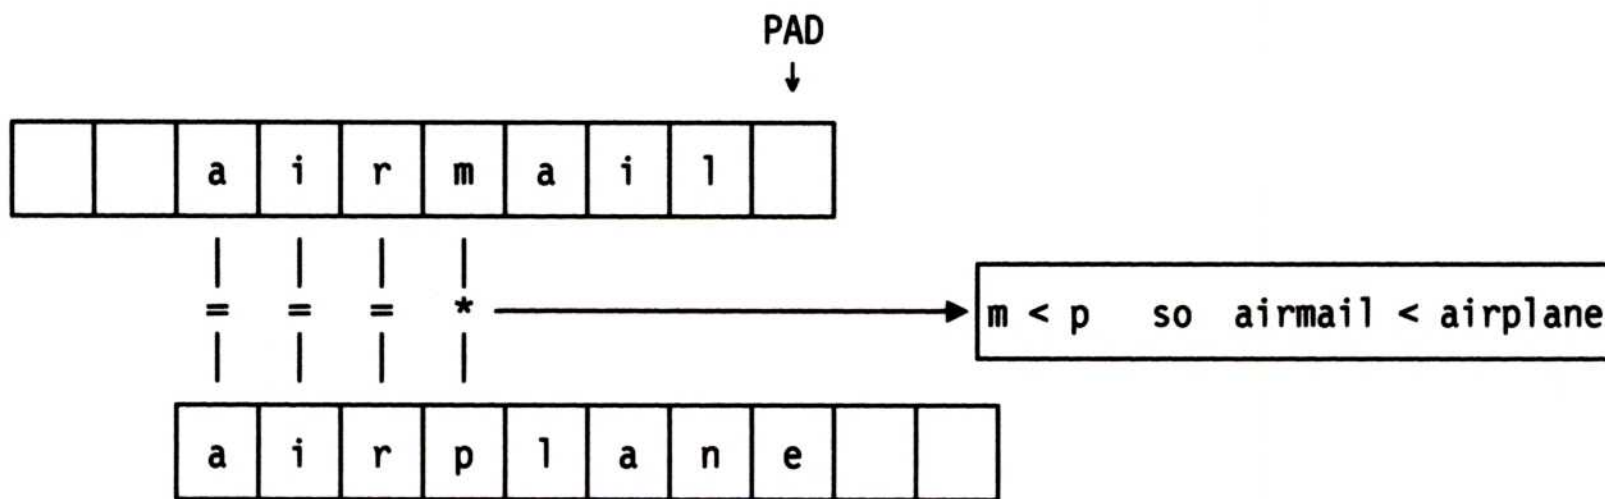 PAD
↓
a i r m a i l
= = = *
m < p so airmail < airplane
a i r p l a n e